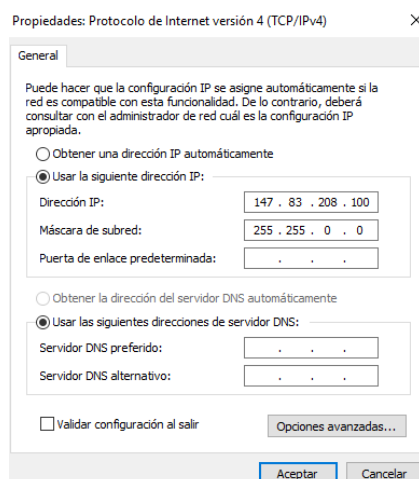 Propiedades: Protocolo de Internet versión 4 (TCP/IPv4)
General
Puede hacer que la configuración IP se asigne automáticamente si la
red es compatible con esta funcionalidad. De lo contrario, deberá
consultar con el administrador de red cuál es la configuración IP
apropiada.
Obtener una dirección IP automáticamente
Usar la siguiente dirección IP:
Dirección IP: 147 . 83 . 208 . 100
Máscara de subred: 255 . 255 . 0 . 0
Puerta de enlace predeterminada: . . .
Obtener la dirección del servidor DNS automáticamente
Usar las siguientes direcciones de servidor DNS:
Servidor DNS preferido: . . .
Servidor DNS alternativo: . . .
Validar configuración al salir Opciones avanzadas...
Aceptar Cancelar